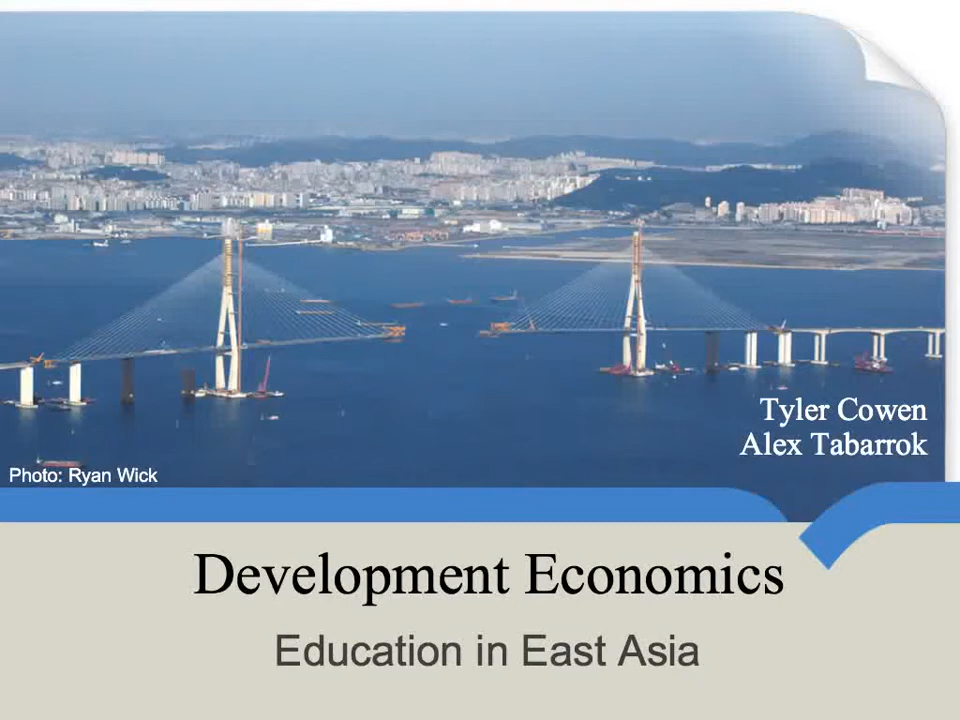 Tyler Cowen
Alex Tabarrok
Photo: Ryan Wick
Development Economics
Education in East Asia